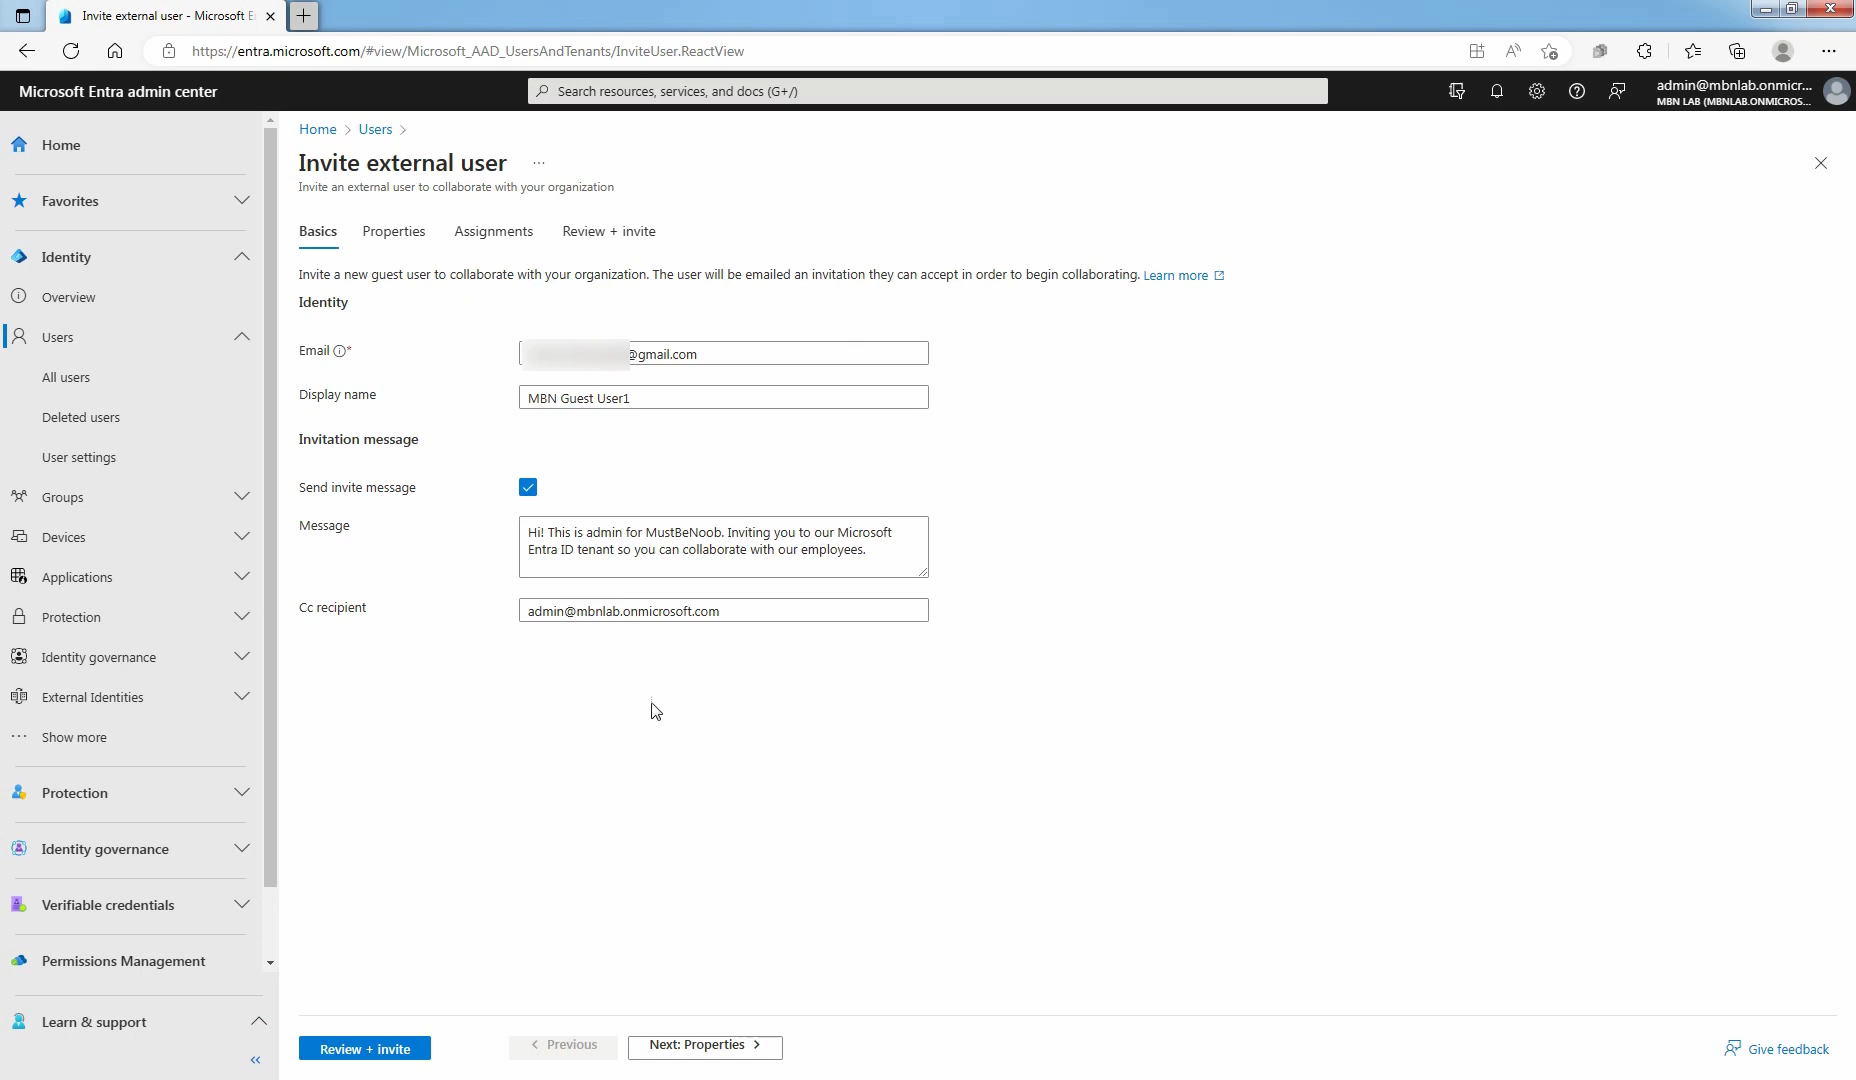 Invite external user - Microsoft E
https://entra.microsoft.com/#view/Microsoft_AAD_UsersAndTenants/InviteUser.ReactView
Microsoft Entra admin center
Search resources, services, and docs (G+/)
admin@mbnlab.onmicr...
MBN LAB (MBNLAB.ONMICROS...
Home
Favorites
Identity
Overview
Users
All users
Deleted users
User settings
Groups
Devices
Applications
Protection
Identity governance
External Identities
Show more
Protection
Identity governance
Verifiable credentials
Permissions Management
Learn & support
Home > Users >
Invite external user ...
Invite an external user to collaborate with your organization
Basics Properties Assignments Review + invite
Invite a new guest user to collaborate with your organization. The user will be emailed an invitation they can accept in order to begin collaborating. Learn more
Identity
Email * @gmail.com
Display name MBN Guest User1
Invitation message
Send invite message
Message Hi! This is admin for MustBeNoob. Inviting you to our Microsoft
Entra ID tenant so you can collaborate with our employees.
Cc recipient admin@mbnlab.onmicrosoft.com
Review + invite < Previous Next: Properties > Give feedback